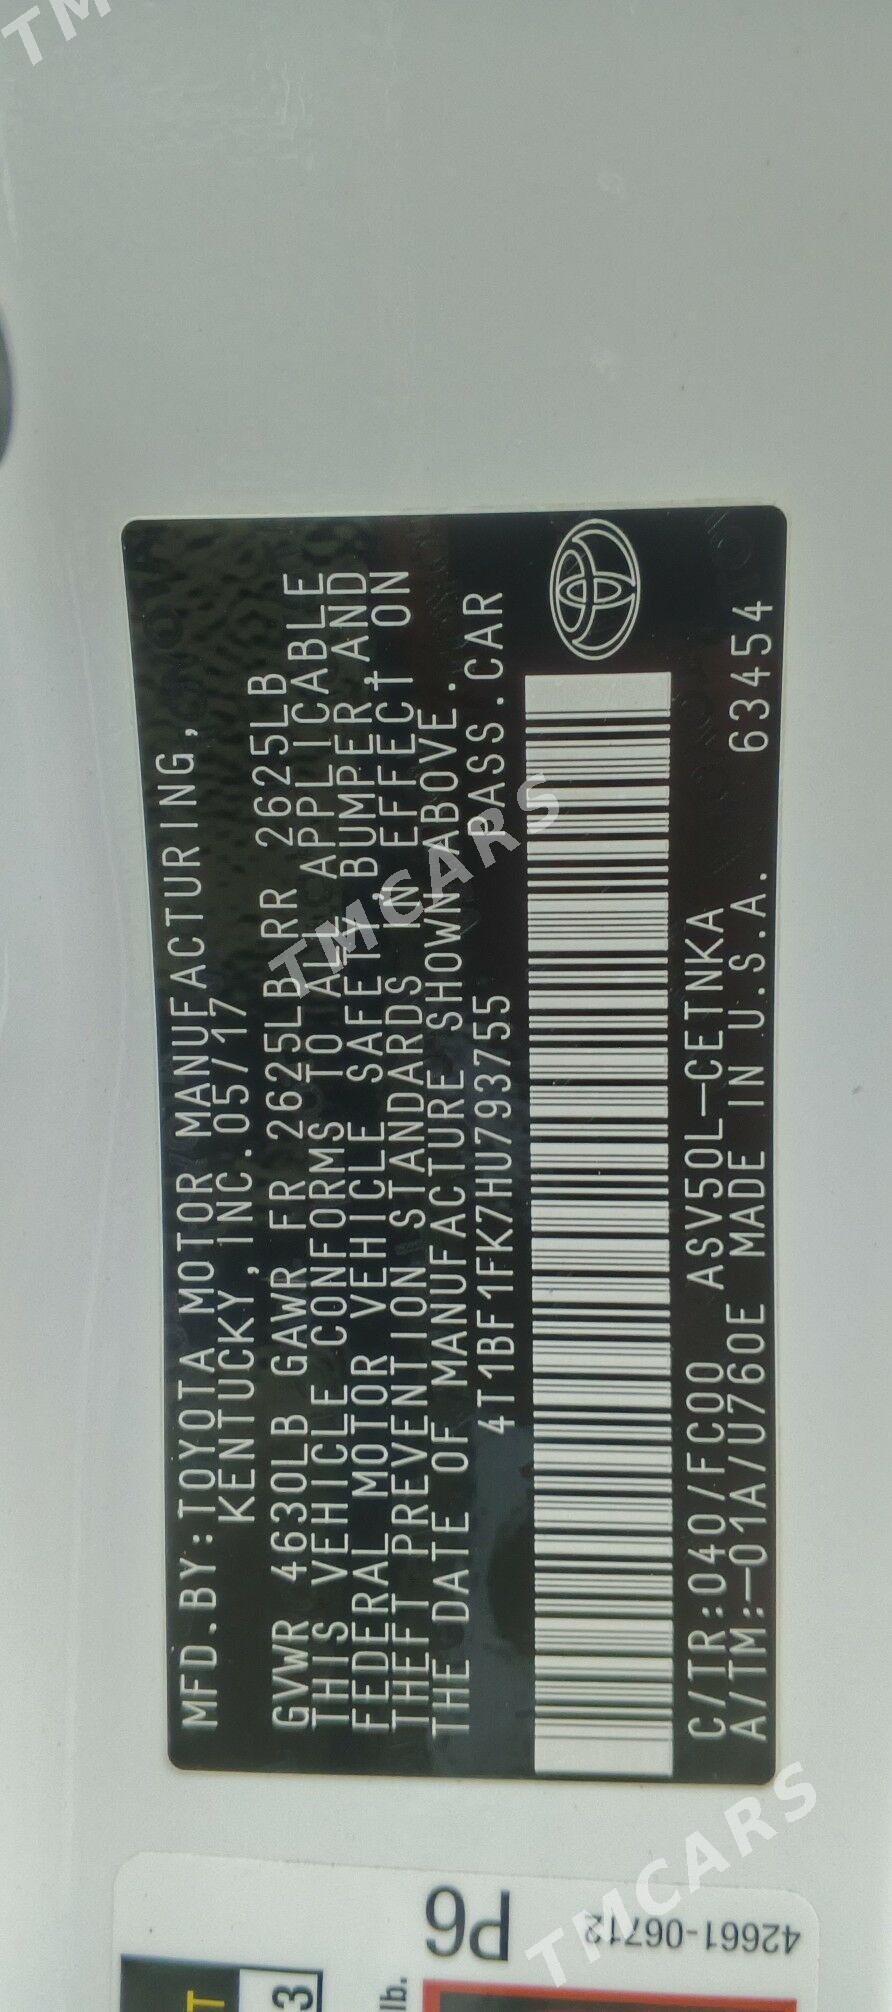 MFD.BY:TOYOTA MOTOR MANUFACTURING,
KENTUCKY, INC. 05/17
GVWR 4630LB GAWR FR 2625LB RR 2625LB
THIS VEHICLE CONFORMS TO ALL APPLICABLE
FEDERAL MOTOR VEHICLE SAFETY, BUMPER, AND
THEFT PREVENTION STANDARDS IN EFFECT ON
THE DATE OF MANUFACTURE SHOWN ABOVE.
4T1BF1FK7HU793755 PASS.CAR
C/TR:040/FC00 ASV50L-CETNKA
A/TM:-01A/U760E MADE IN U.S.A. 63454
P6
42661-06712
lb.
3
T
TMCARS
TMCARS
TM